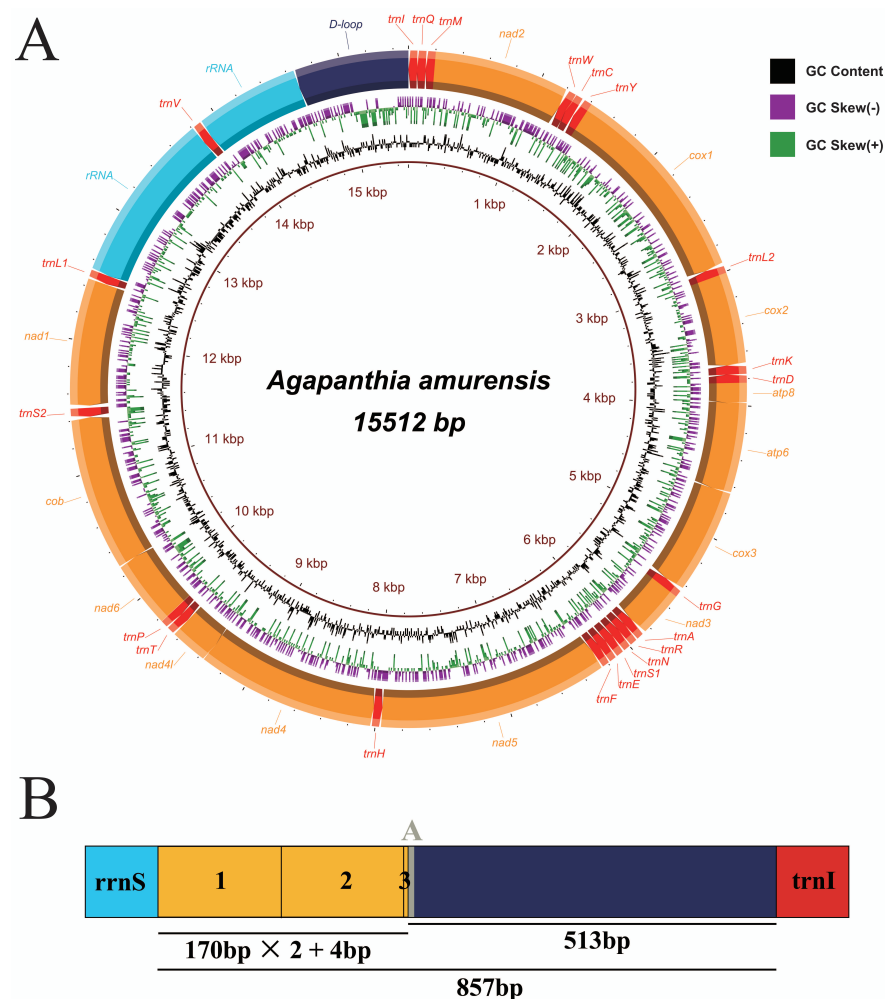 A
D-loop
trnI
trnQ
trnM
nad2
trnW
trnC
trnY
cox1
trnL2
cox2
trnK
trnD
atp8
atp6
cox3
trnG
nad3
trnA
trnR
trnN
trnS1
trnE
trnF
nad5
trnH
nad4
nad4l
trnT
trnP
nad6
cob
trnS2
nad1
trnL1
rRNA
trnV
rRNA
GC Content
GC Skew(-)
GC Skew(+)
1 kbp
2 kbp
3 kbp
4 kbp
5 kbp
6 kbp
7 kbp
8 kbp
9 kbp
10 kbp
11 kbp
12 kbp
13 kbp
14 kbp
15 kbp
Agapanthia amurensis
15512 bp
B
A
rrnS 1 2 3 trnI
170bp × 2 + 4bp 513bp
857bp